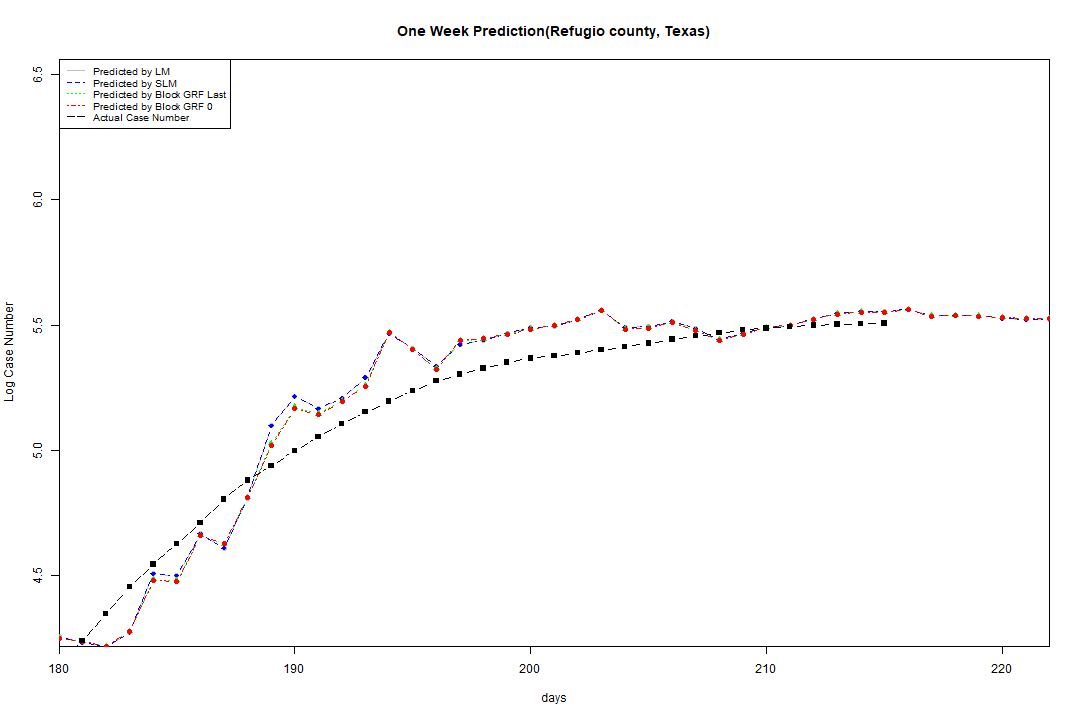 One Week Prediction(Refugio county, Texas)
Predicted by LM
Predicted by SLM
Predicted by Block GRF Last
Predicted by Block GRF 0
Actual Case Number
6.5
6.0
5.5
5.0
4.5
Log Case Number
180 190 200 210 220
days